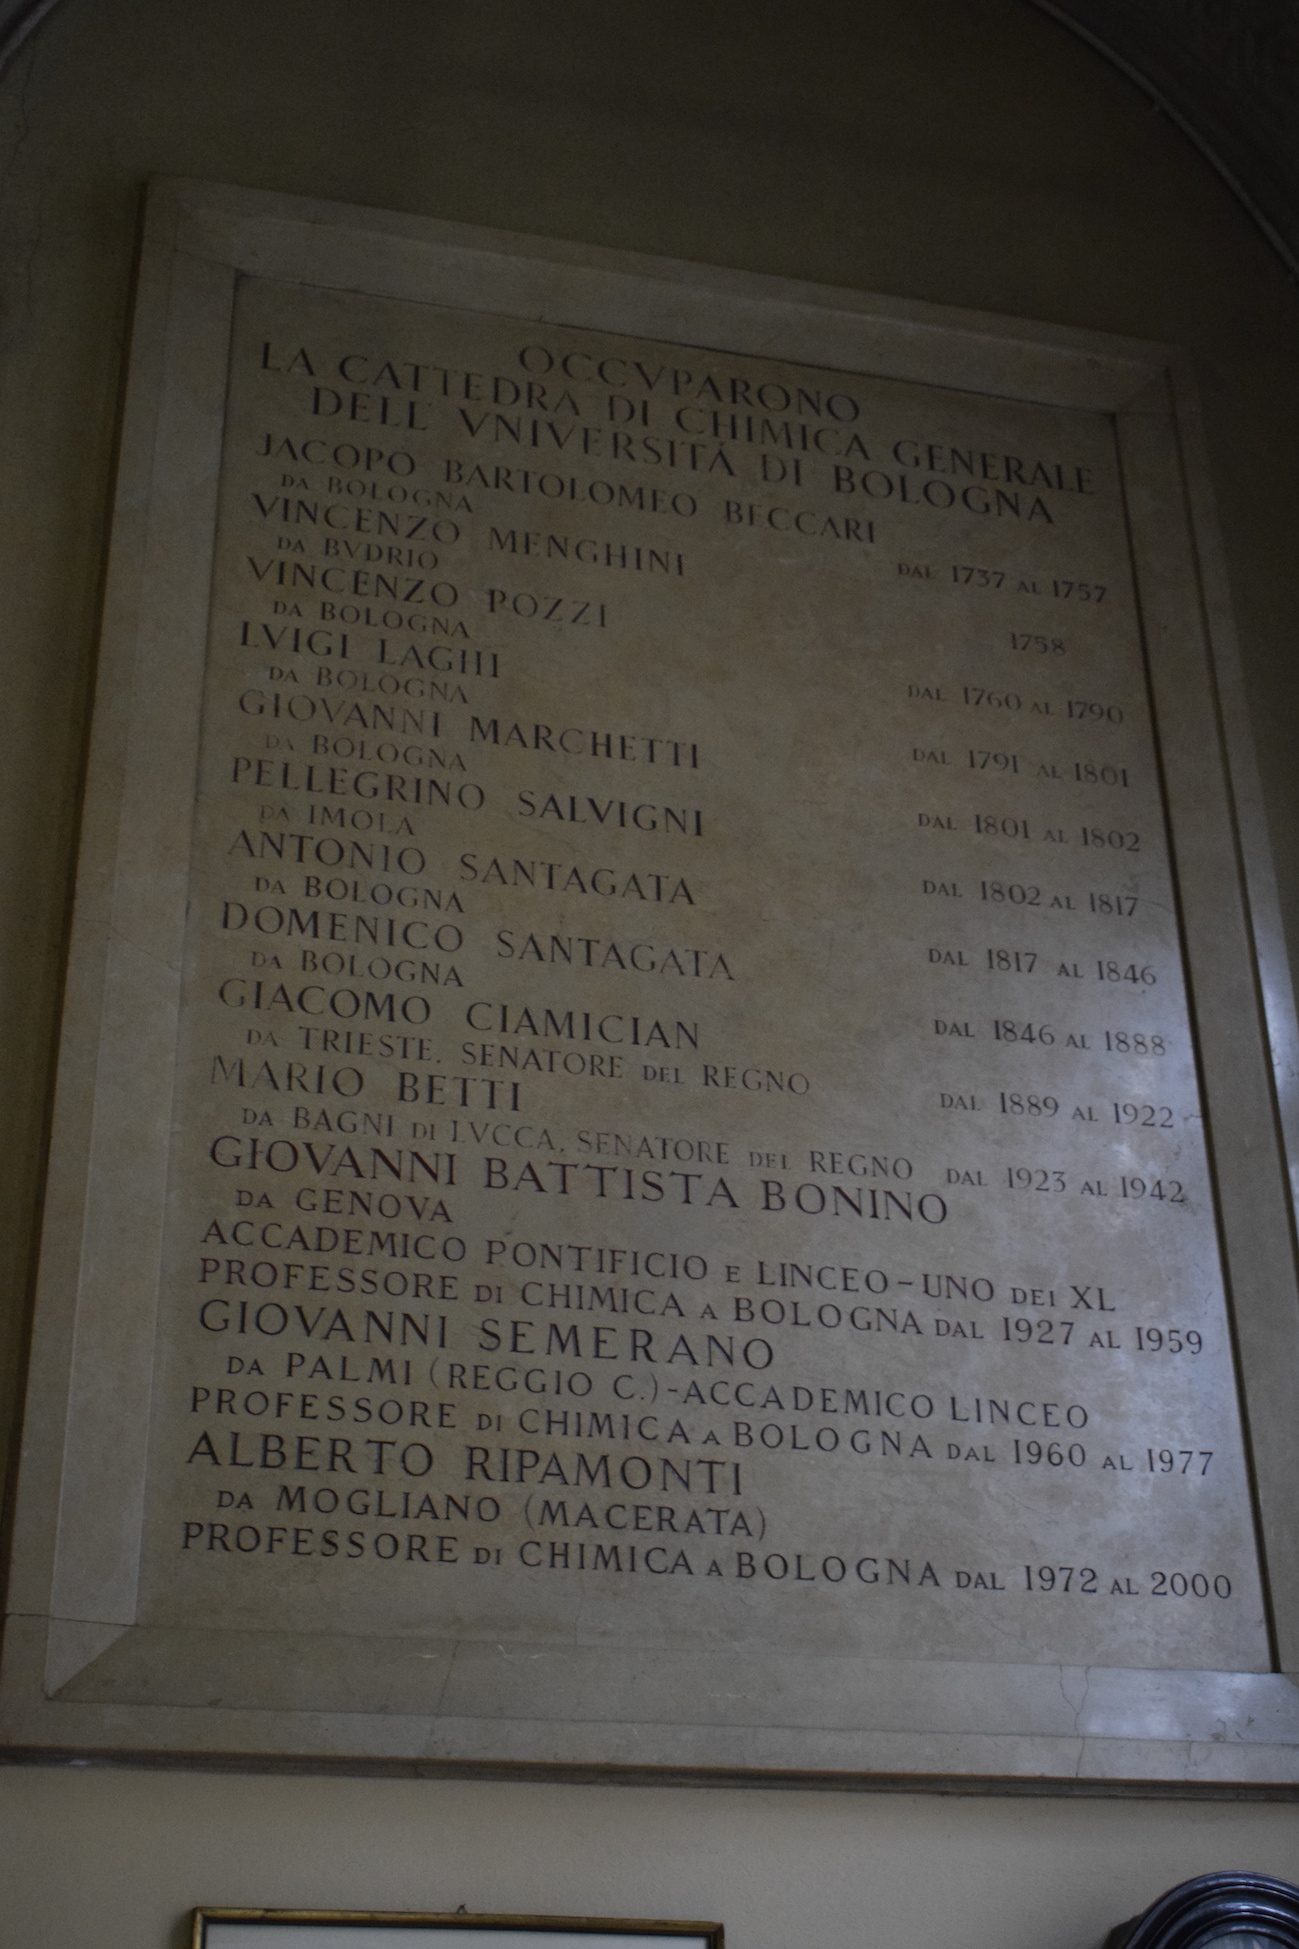 OCCVPARONO
LA CATTEDRA DI CHIMICA GENERALE
DELL' VNIVERSITÁ DI BOLOGNA
JACOPO BARTOLOMEO BECCARI
DA BOLOGNA DAL 1737 AL 1757
VINCENZO MENGHINI
DA BVDRIO 1758
VINCENZO POZZI
DA BOLOGNA DAL 1760 AL 1790
LVIGI LAGHI
DA BOLOGNA DAL 1791 AL 1801
GIOVANNI MARCHETTI
DA BOLOGNA DAL 1801 AL 1802
PELLEGRINO SALVIGNI
DA IMOLA DAL 1802 AL 1817
ANTONIO SANTAGATA
DA BOLOGNA DAL 1817 AL 1846
DOMENICO SANTAGATA
DA BOLOGNA DAL 1846 AL 1888
GIACOMO CIAMICIAN
DA TRIESTE. SENATORE DEL REGNO DAL 1889 AL 1922
MARIO BETTI
DA BAGNI DI LVCCA, SENATORE DEL REGNO DAL 1923 AL 1942
GIOVANNI BATTISTA BONINO
DA GENOVA
ACCADEMICO PONTIFICIO E LINCEO-UNO DEI XL
PROFESSORE DI CHIMICA A BOLOGNA DAL 1927 AL 1959
GIOVANNI SEMERANO
DA PALMI (REGGIO C.)-ACCADEMICO LINCEO
PROFESSORE DI CHIMICA A BOLOGNA DAL 1960 AL 1977
ALBERTO RIPAMONTI
DA MOGLIANO (MACERATA)
PROFESSORE DI CHIMICA A BOLOGNA DAL 1972 AL 2000